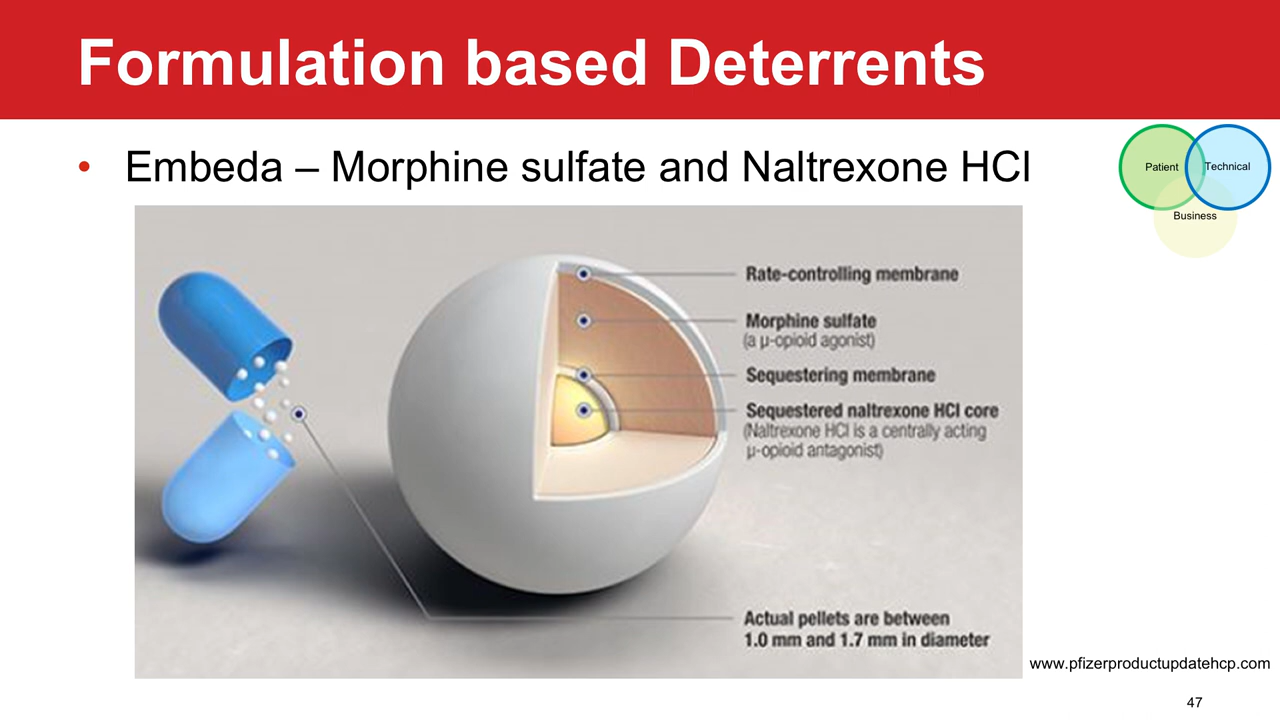 Formulation based Deterrents
• Embeda – Morphine sulfate and Naltrexone HCl
Patient
Technical
Business
Rate-controlling membrane
Morphine sulfate
(a μ-opioid agonist)
Sequestering membrane
Sequestered naltrexone HCl core
(Naltrexone HCl is a centrally acting
μ-opioid antagonist)
Actual pellets are between
1.0 mm and 1.7 mm in diameter
www.pfizerproductupdatehcp.com
47